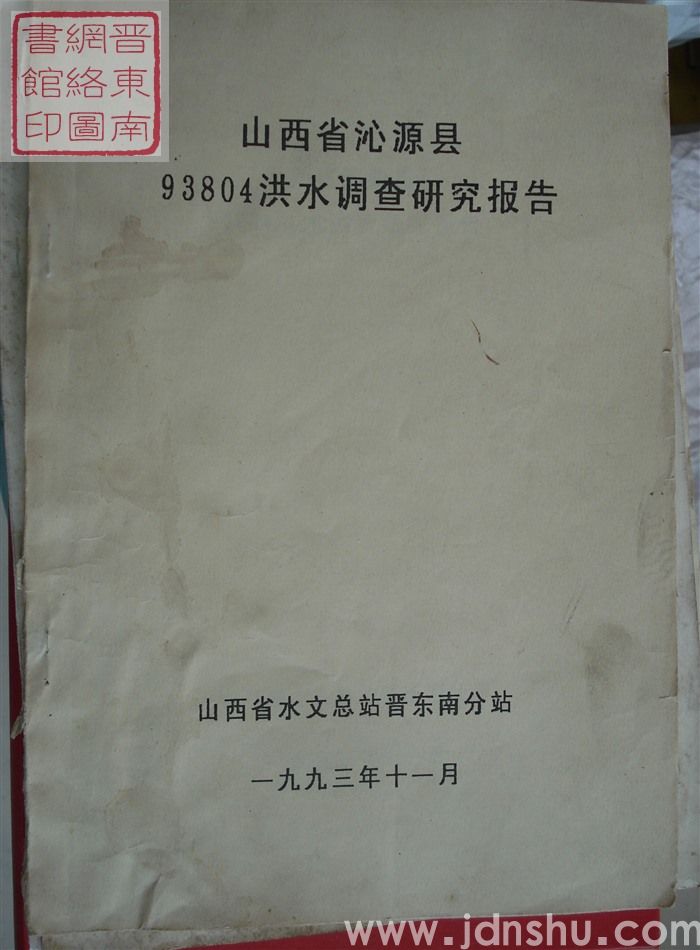 晋東南
網絡圖
書館印
山西省沁源县
93804洪水调查研究报告
山西省水文总站晋东南分站
一九九三年十一月
www.jdnshu.com